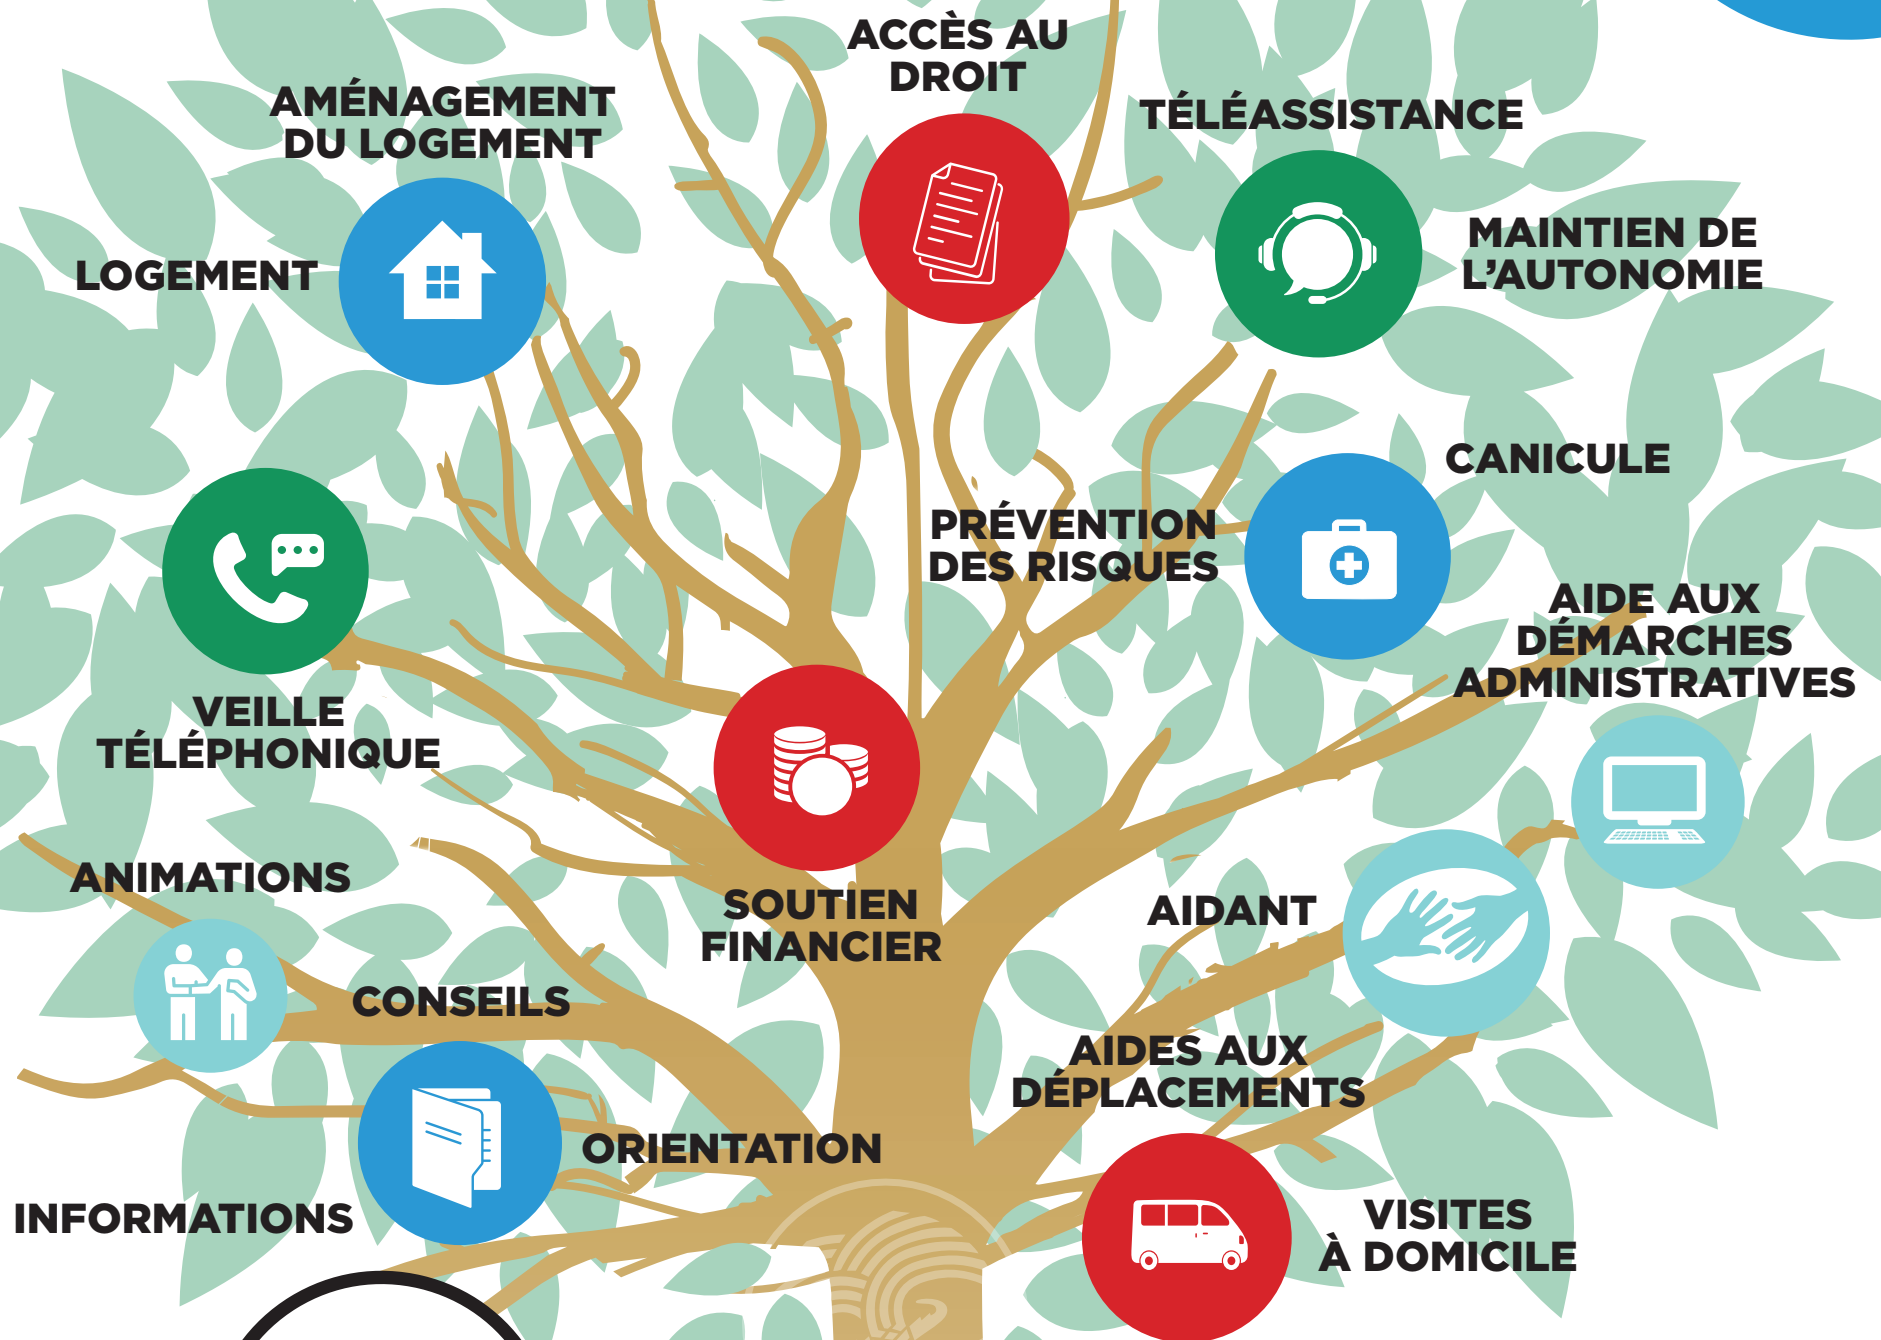 ACCÈS AU
DROIT
AMÉNAGEMENT
DU LOGEMENT
TÉLÉASSISTANCE
LOGEMENT
MAINTIEN DE
L’AUTONOMIE
CANICULE
PRÉVENTION
DES RISQUES
AIDE AUX
DÉMARCHES
ADMINISTRATIVES
VEILLE
TÉLÉPHONIQUE
ANIMATIONS
SOUTIEN
FINANCIER
AIDANT
CONSEILS
AIDES AUX
DÉPLACEMENTS
ORIENTATION
INFORMATIONS
VISITES
À DOMICILE